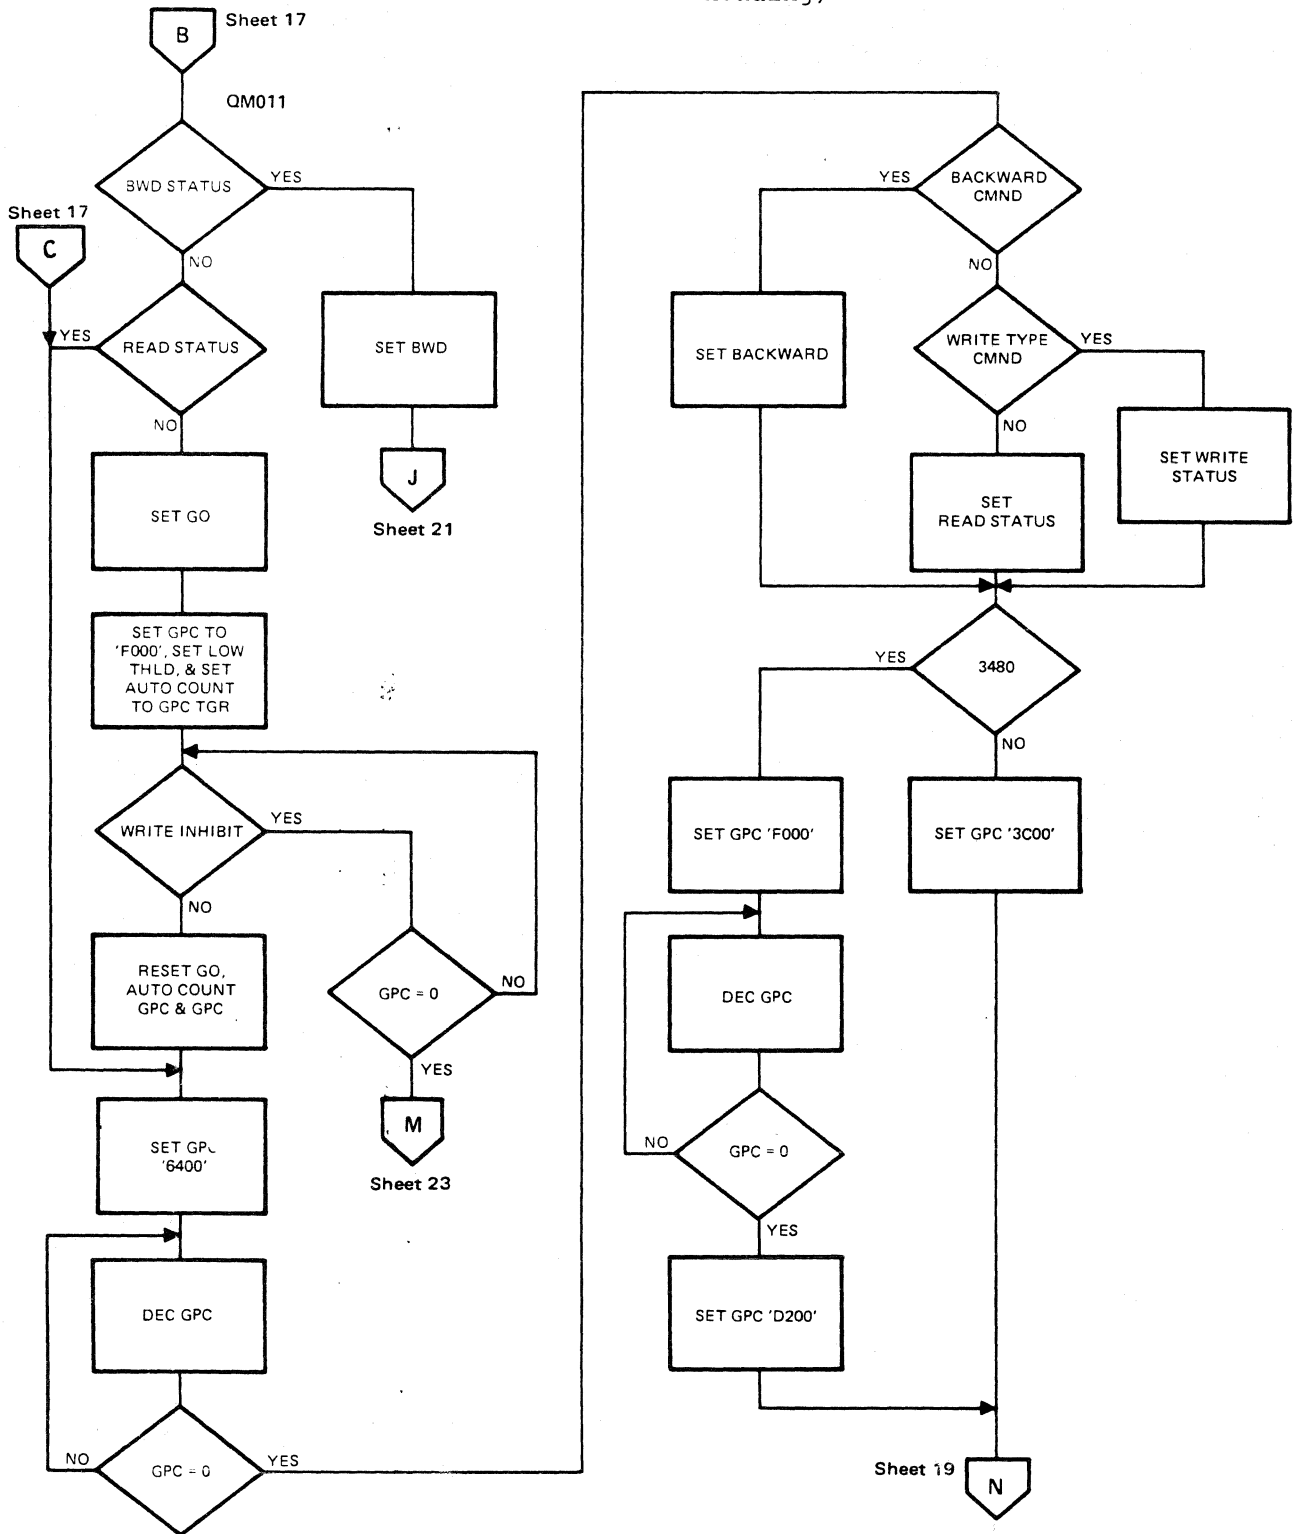 B
Sheet 17
QM011
BWD STATUS
YES
NO
Sheet 17
C
READ STATUS
YES
NO
SET BWD
J
Sheet 21
SET GO
SET GPC TO
'F000', SET LOW
THLD, & SET
AUTO COUNT
TO GPC TGR
WRITE INHIBIT
YES
NO
RESET GO,
AUTO COUNT
GPC & GPC
GPC = 0
NO
YES
M
Sheet 23
SET GPC
'6400'
DEC GPC
GPC = 0
NO
YES
BACKWARD
CMND
YES
NO
SET BACKWARD
WRITE TYPE
CMND
YES
NO
SET WRITE
STATUS
SET
READ STATUS
3480
YES
NO
SET GPC 'F000'
SET GPC '3C00'
DEC GPC
GPC = 0
NO
YES
SET GPC 'D200'
Sheet 19
N